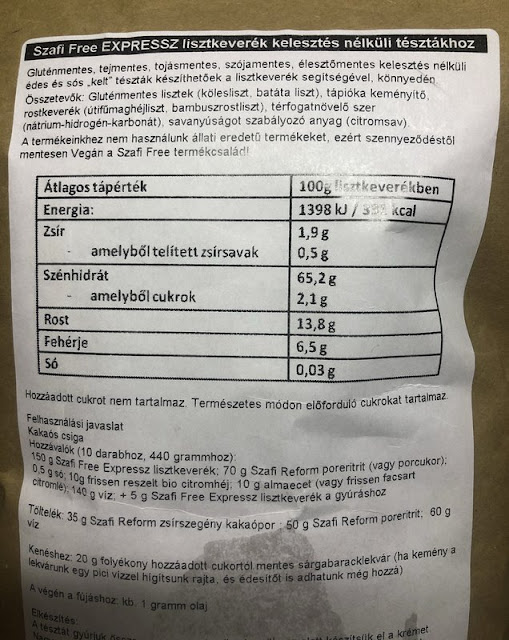 Szafi Free EXPRESSZ lisztkeverék kelesztés nélküli tésztákhoz
Gluténmentes, tejmentes, tojásmentes, szójamentes, élesztőmentes kelesztés nélküli
édes és sós „kelt" tészták készíthetőek a lisztkeverék segítségével, könnyedén.
Összetevők: Gluténmentes lisztek (kölesliszt, batáta liszt), tápióka keményítő,
rostkeverék (útifűmaghéjliszt, bambuszrostliszt), térfogatnövelő szer
(nátrium-hidrogén-karbonát), savanyúságot szabályozó anyag (citromsav).
A termékeinkhez nem használunk állati eredetű termékeket, ezért szennyeződéstől
mentesen Vegán a Szafi Free termékcsalád!
Átlagos tápérték 100g lisztkeverékben
Energia: 1398 kJ / kcal
Zsír 1,9 g
- amelyből telített zsírsavak 0,5 g
Szénhidrát 65,2 g
- amelyből cukrok 2,1 g
Rost 13,8 g
Fehérje 6,5 g
Só 0,03 g
Hozzáadott cukrot nem tartalmaz. Természetes módon előforduló cukrokat tartalmaz.
Felhasználási javaslat
Kakaós csiga
Hozzávalók (10 darabhoz, 440 grammhoz):
150 g Szafi Free Expressz lisztkeverék; 70 g Szafi Reform poreritrit (vagy porcukor);
0,5 g só; 10g frissen reszelt bio citromhéj; 10 g almaecet (vagy frissen facsart
citromlé); 140 g víz; + 5 g Szafi Free Expressz lisztkeverék a gyúráshoz
Töltelék: 35 g Szafi Reform zsírszegény kakaópor ; 50 g Szafi Reform poreritrit; 60 g
víz
Kenéshez: 20 g folyékony hozzáadott cukortól mentes sárgabaracklekvár (ha kemény a
lekvárunk egy pici vízzel hígítsunk rajta, és édesítőt is adhatunk még hozzá)
A végén a fújáshoz: kb. 1 gramm olaj
Elkészítés:
A tésztát gyúrjuk el a krémet